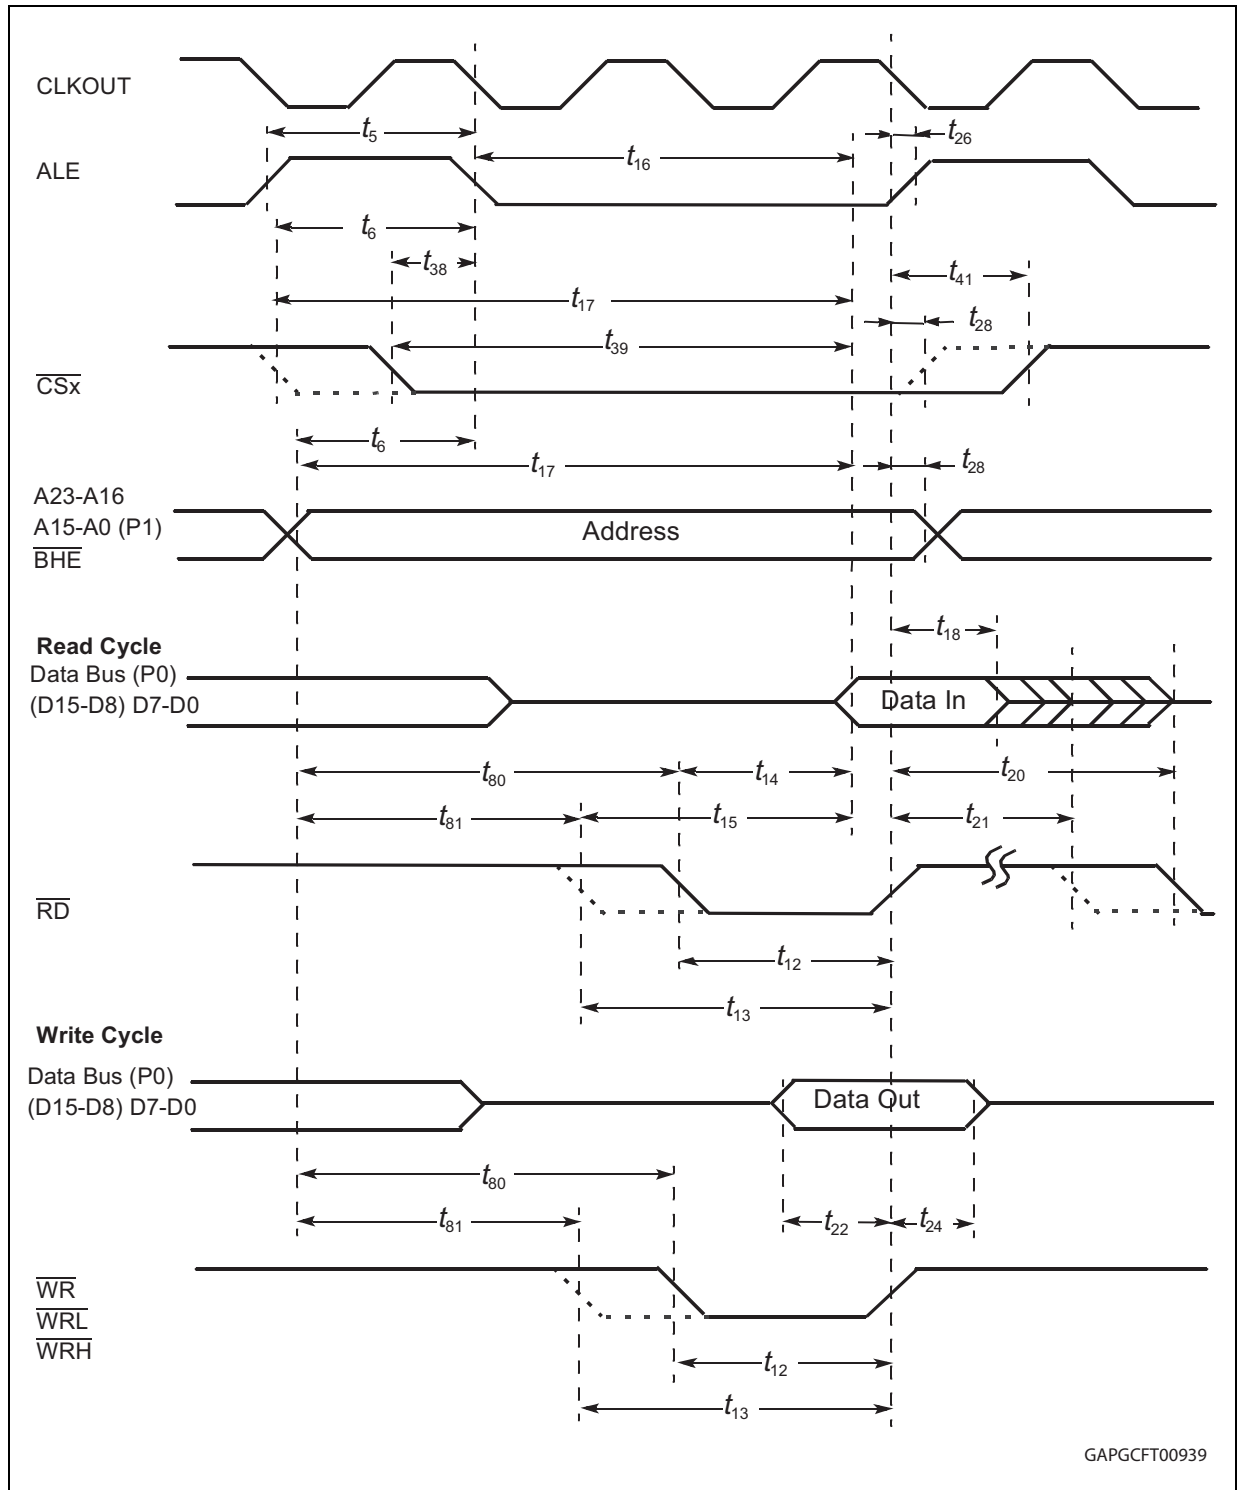 CLKOUT
t5
t26
t16
ALE
t6
t38
t41
t17
t28
t39
CSx
t6
t17
t28
A23-A16
A15-A0 (P1)
Address
BHE
t18
Read Cycle
Data Bus (P0)
(D15-D8) D7-D0
Data In
t80
t14
t20
t81
t15
t21
RD
t12
t13
Write Cycle
Data Bus (P0)
(D15-D8) D7-D0
Data Out
t80
t81
t22
t24
WR
WRL
WRH
t12
t13
GAPGCFT00939